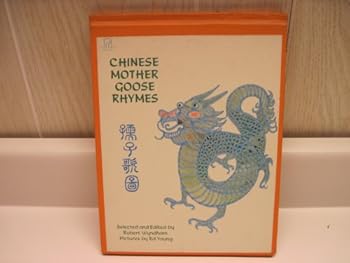 CHINESE
MOTHER
GOOSE
RHYMES
孺
子
歌
圖
Selected and Edited by
Robert Wyndham
Pictures by Ed Young